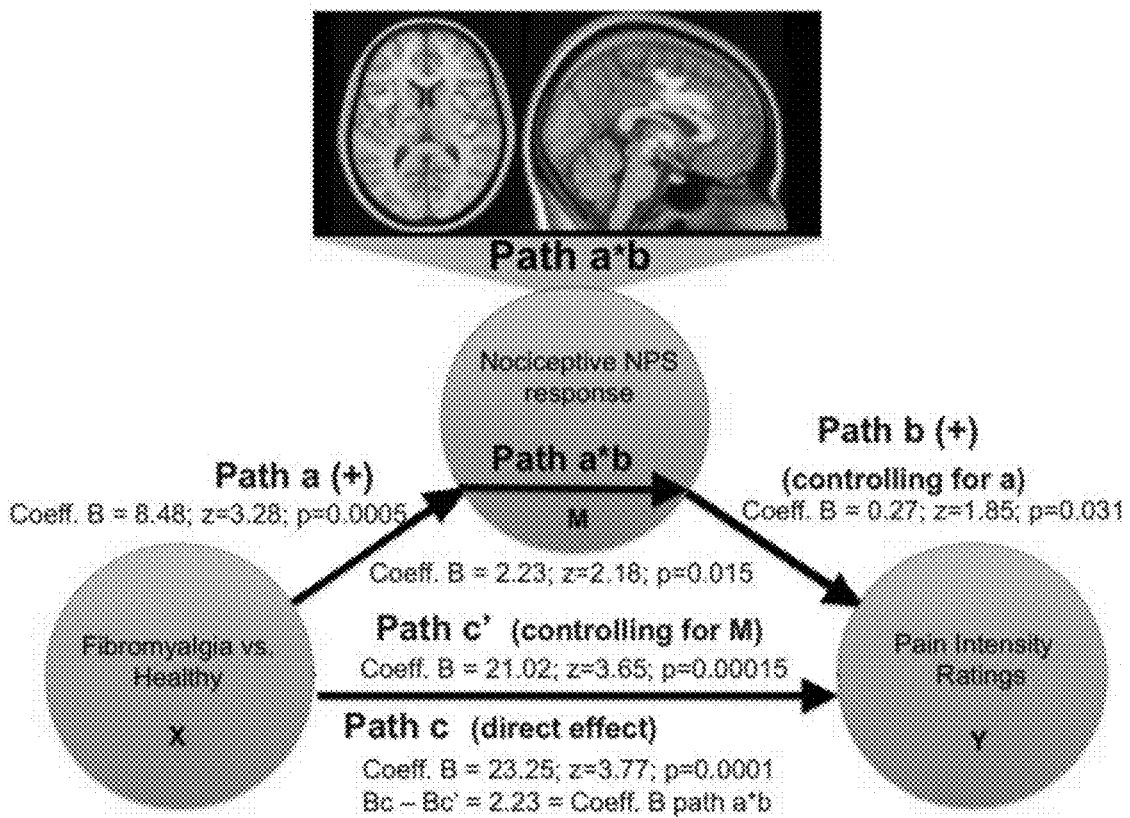 Path a*b
Nociceptive NPS
response
Path a*b
M
Path a (+)
Coeff. B = 8.48; z=3.28; p=0.0005
Path b (+)
(controlling for a)
Coeff. B = 0.27; z=1.85; p=0.031
Coeff. B = 2.23; z=2.18; p=0.015
Fibromyalgia vs.
Healthy
X
Path c’ (controlling for M)
Coeff. B = 21.02; z=3.65; p=0.00015
Pain Intensity
Ratings
Y
Path c (direct effect)
Coeff. B = 23.25; z=3.77; p=0.0001
Bc – Bc’ = 2.23 = Coeff. B path a*b